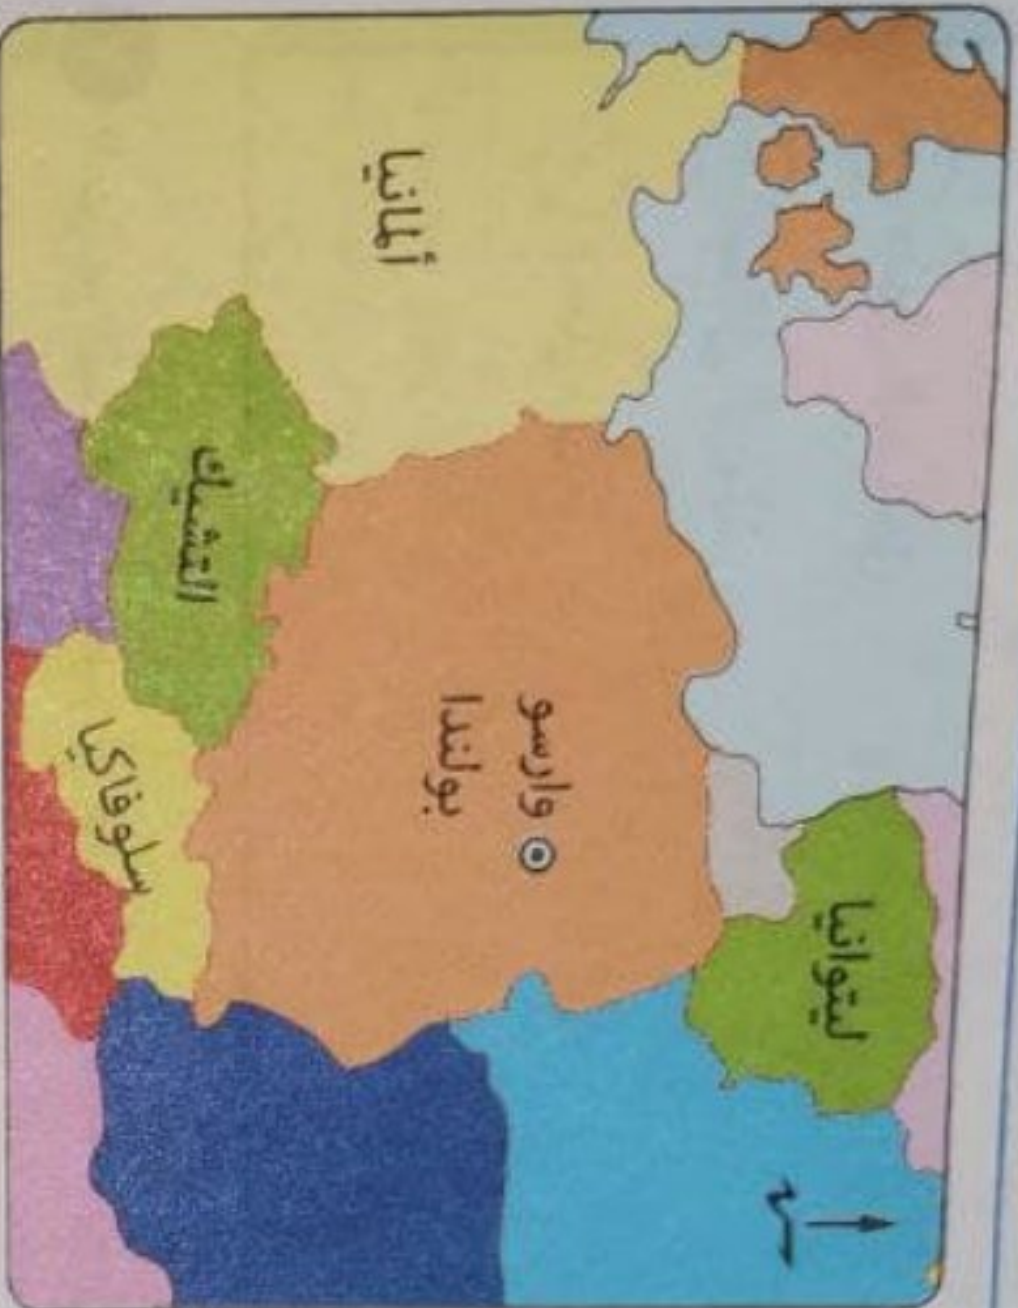 ليتوانيا
وارسو
بولندا
ألمانيا
التشيك
سلوفاكيا